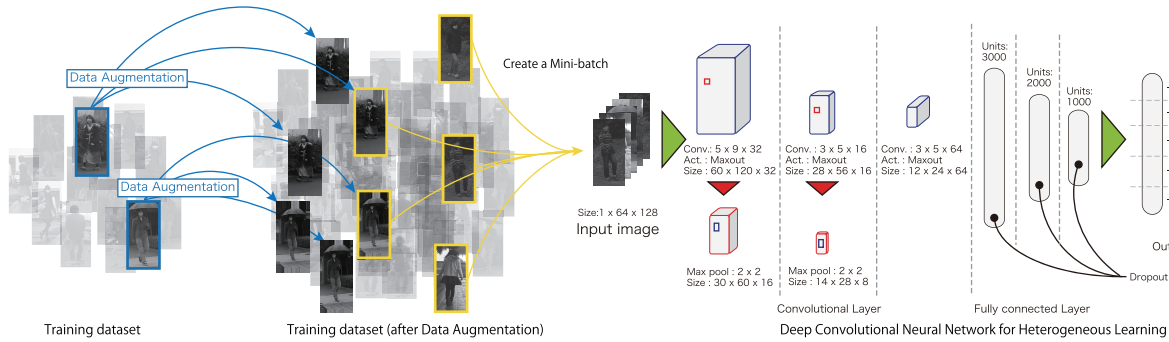 Data Augmentation
Data Augmentation
Training dataset
Training dataset (after Data Augmentation)
Create a Mini-batch
Size:1 x 64 x 128
Input image
Conv.: 5 x 9 x 32
Act. : Maxout
Size : 60 x 120 x 32
Max pool : 2 x 2
Size : 30 x 60 x 16
Conv. : 3 x 5 x 16
Act. : Maxout
Size : 28 x 56 x 16
Max pool : 2 x 2
Size : 14 x 28 x 8
Conv. : 3 x 5 x 64
Act. : Maxout
Size : 12 x 24 x 64
Convolutional Layer
Units:
3000
Units:
2000
Units:
1000
Dropout
Out
Fully connected Layer
Deep Convolutional Neural Network for Heterogeneous Learning